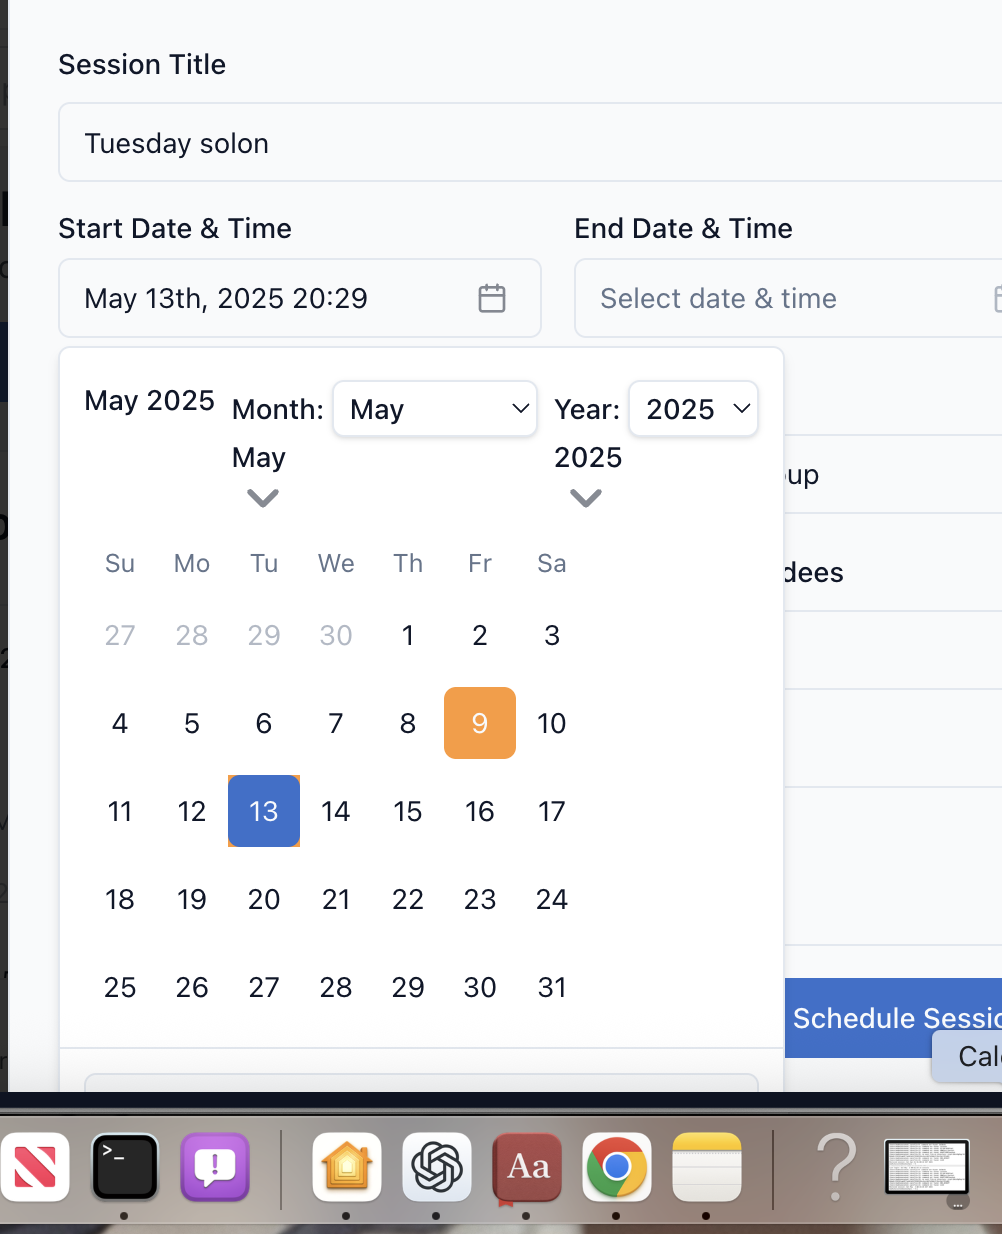 Session Title
Tuesday solon
Start Date & Time
End Date & Time
May 13th, 2025 20:29
Select date & time
May 2025
Month:
May
Year:
2025
May
2025
Su Mo Tu We Th Fr Sa
27 28 29 30 1 2 3
4 5 6 7 8 9 10
11 12 13 14 15 16 17
18 19 20 21 22 23 24
25 26 27 28 29 30 31
up
dees
Schedule Sessio
Cal
>_
!
Aa
?